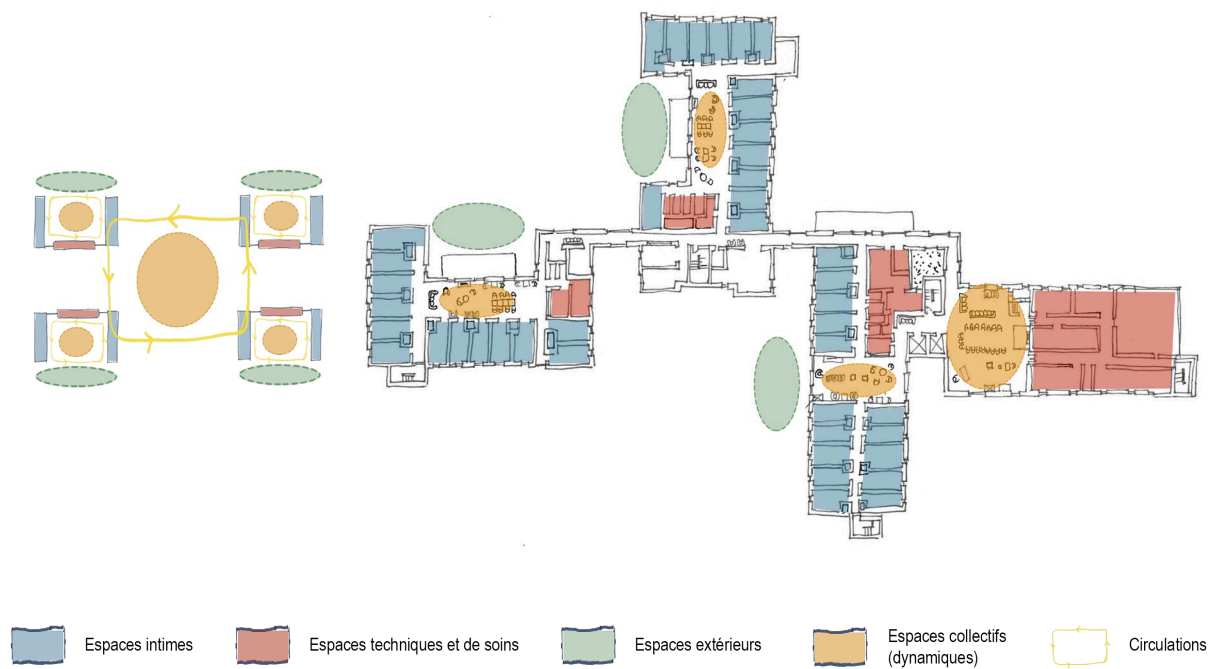 Espaces intimes
Espaces techniques et de soins
Espaces extérieurs
Espaces collectifs
(dynamiques)
Circulations